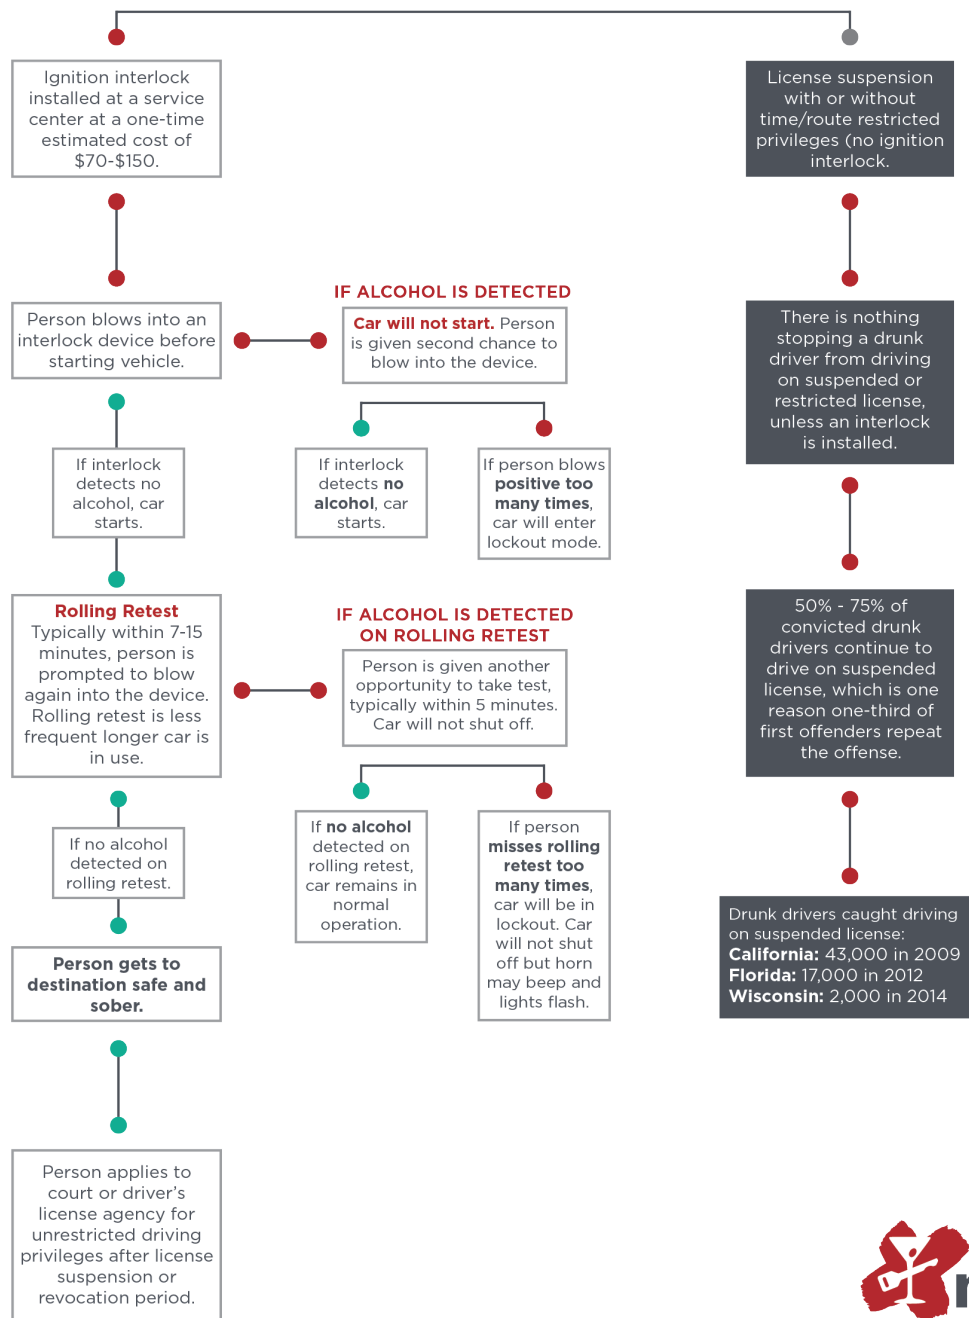 Ignition interlock
installed at a service
center at a one-time
estimated cost of
$70-$150.
License suspension
with or without
time/route restricted
privileges (no ignition
interlock.
Person blows into an
interlock device before
starting vehicle.
IF ALCOHOL IS DETECTED
Car will not start. Person
is given second chance to
blow into the device.
There is nothing
stopping a drunk
driver from driving
on suspended or
restricted license,
unless an interlock
is installed.
If interlock
detects no
alcohol, car
starts.
If interlock
detects no
alcohol, car
starts.
If person blows
positive too
many times,
car will enter
lockout mode.
Rolling Retest
Typically within 7-15
minutes, person is
prompted to blow
again into the device.
Rolling retest is less
frequent longer car is
in use.
IF ALCOHOL IS DETECTED
ON ROLLING RETEST
Person is given another
opportunity to take test,
typically within 5 minutes.
Car will not shut off.
50% - 75% of
convicted drunk
drivers continue to
drive on suspended
license, which is one
reason one-third of
first offenders repeat
the offense.
If no alcohol
detected on
rolling retest.
If no alcohol
detected on
rolling retest,
car remains in
normal
operation.
If person
misses rolling
retest too
many times,
car will be in
lockout. Car
will not shut
off but horn
may beep and
lights flash.
Drunk drivers caught driving
on suspended license:
California: 43,000 in 2009
Florida: 17,000 in 2012
Wisconsin: 2,000 in 2014
Person gets to
destination safe and
sober.
Person applies to
court or driver's
license agency for
unrestricted driving
privileges after license
suspension or
revocation period.